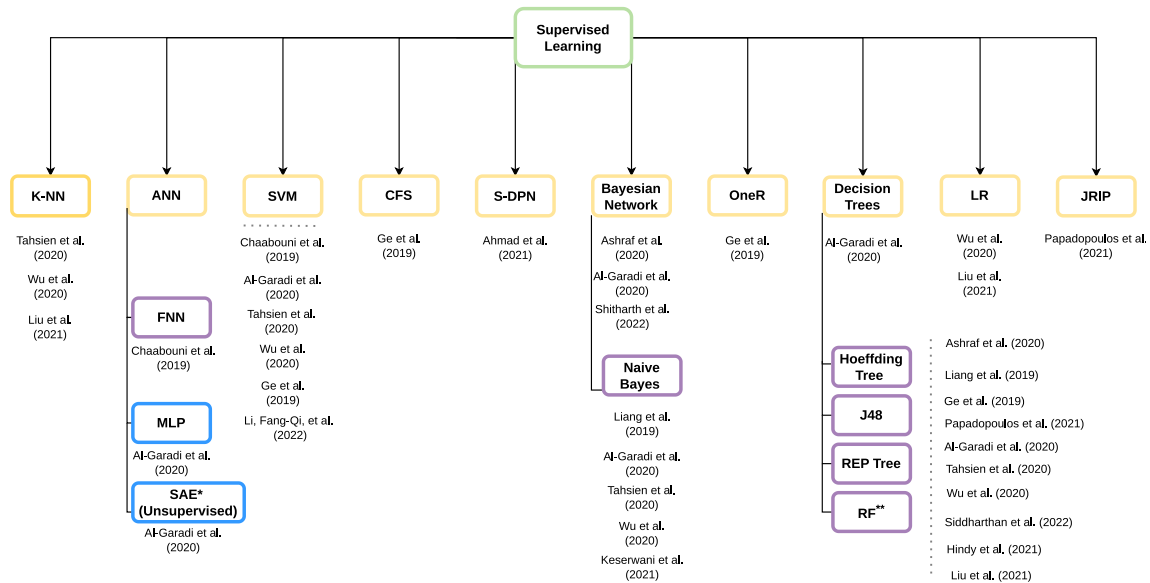 Supervised
Learning
K-NN
Tahsien et al.
(2020)
Wu et al.
(2020)
Liu et al.
(2021)
ANN
FNN
Chaabouni et al.
(2019)
MLP
Al-Garadi et al.
(2020)
SAE*
(Unsupervised)
Al-Garadi et al.
(2020)
SVM
Chaabouni et al.
(2019)
Al-Garadi et al.
(2020)
Tahsien et al.
(2020)
Wu et al.
(2020)
Ge et al.
(2019)
Li, Fang-Qi, et al.
(2022)
CFS
Ge et al.
(2019)
S-DPN
Ahmad et al.
(2021)
Bayesian
Network
Ashraf et al.
(2020)
Al-Garadi et al.
(2020)
Shitharth et al.
(2022)
Naive
Bayes
Liang et al.
(2019)
Al-Garadi et al.
(2020)
Tahsien et al.
(2020)
Wu et al.
(2020)
Keserwani et al.
(2021)
OneR
Ge et al.
(2019)
Decision
Trees
Al-Garadi et al.
(2020)
Hoeffding
Tree
J48
REP Tree
RF**
Ashraf et al. (2020)
Liang et al. (2019)
Ge et al. (2019)
Papadopoulos et al. (2021)
Al-Garadi et al. (2020)
Tahsien et al. (2020)
Wu et al. (2020)
Siddharthan et al. (2022)
Hindy et al. (2021)
Liu et al. (2021)
LR
Wu et al.
(2020)
Liu et al.
(2021)
JRIP
Papadopoulos et al.
(2021)